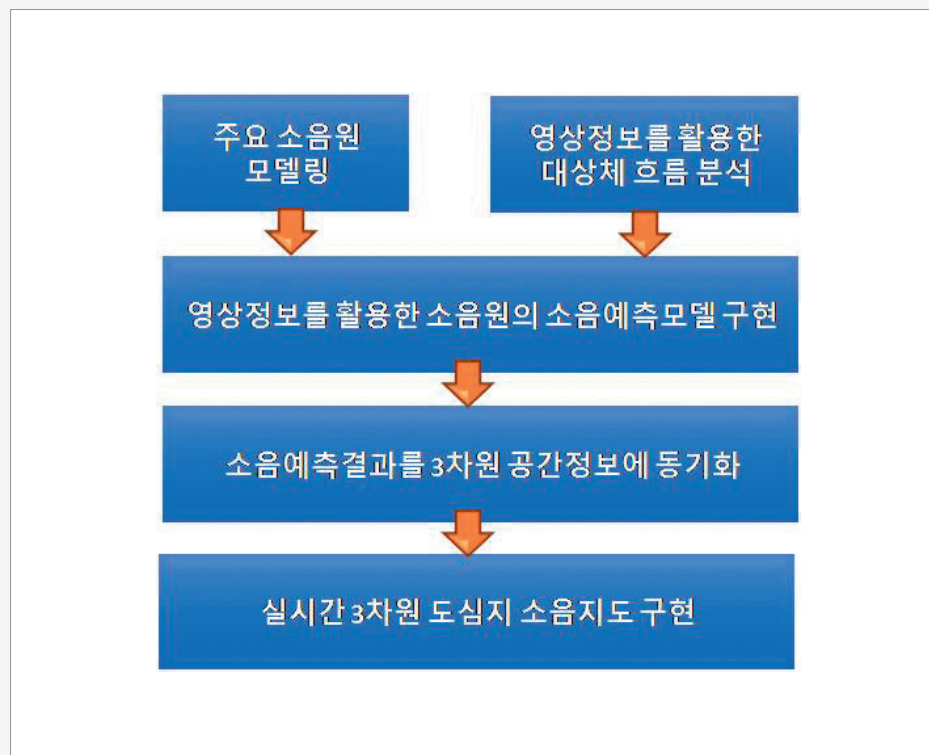 주요 소음원
모델링
영상정보를 활용한
대상체 흐름 분석
영상정보를 활용한 소음원의 소음예측모델 구현
소음예측결과를 3차원 공간정보에 동기화
실시간 3차원 도심지 소음지도 구현